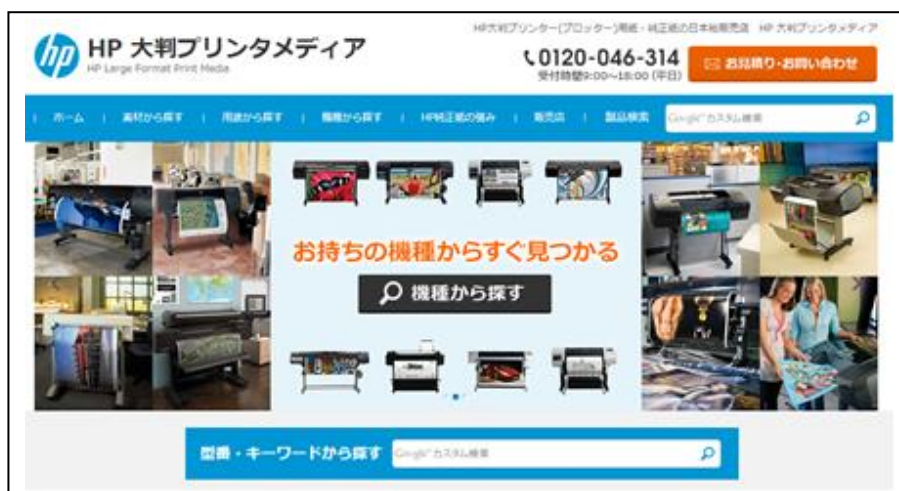 HP大判プリンター(プロッター)用紙・純正紙の日本総販売店 HP 大判プリンタメディア
hp
HP 大判プリンタメディア
HP Large Format Print Media
0120-046-314
受付時間9:00~18:00 (平日)
お見積り・お問い合わせ
ホーム | 素材から探す | 用途から探す | 機種から探す | HP純正紙の強み | 販売店 | 製品検索
Google™ カスタム検索
お持ちの機種からすぐ見つかる
機種から探す
型番・キーワードから探す
Google™ カスタム検索